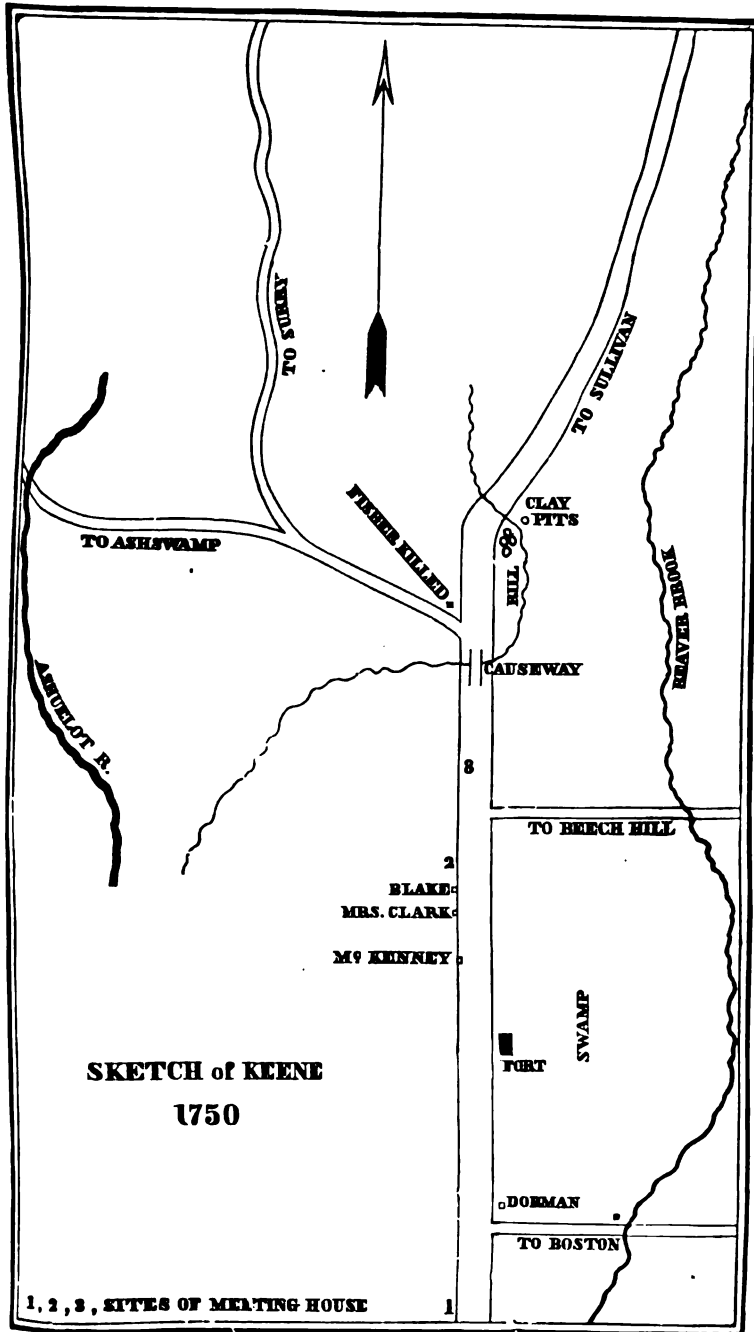 TO SURRY
TO SULLIVAN
FISHER KILLED
CLAY
PITS
TO ASHSWAMP
RILL
BEAVER BROOK
ASHUELOT R.
CAUSEWAY
3
TO BEECH HILL
2
BLAKE
MRS. CLARK
Mc KENNEY
SWAMP
FORT
SKETCH of KEENE
1750
DORMAN
TO BOSTON
1, 2, 3, SITES OF MEETING HOUSE
1